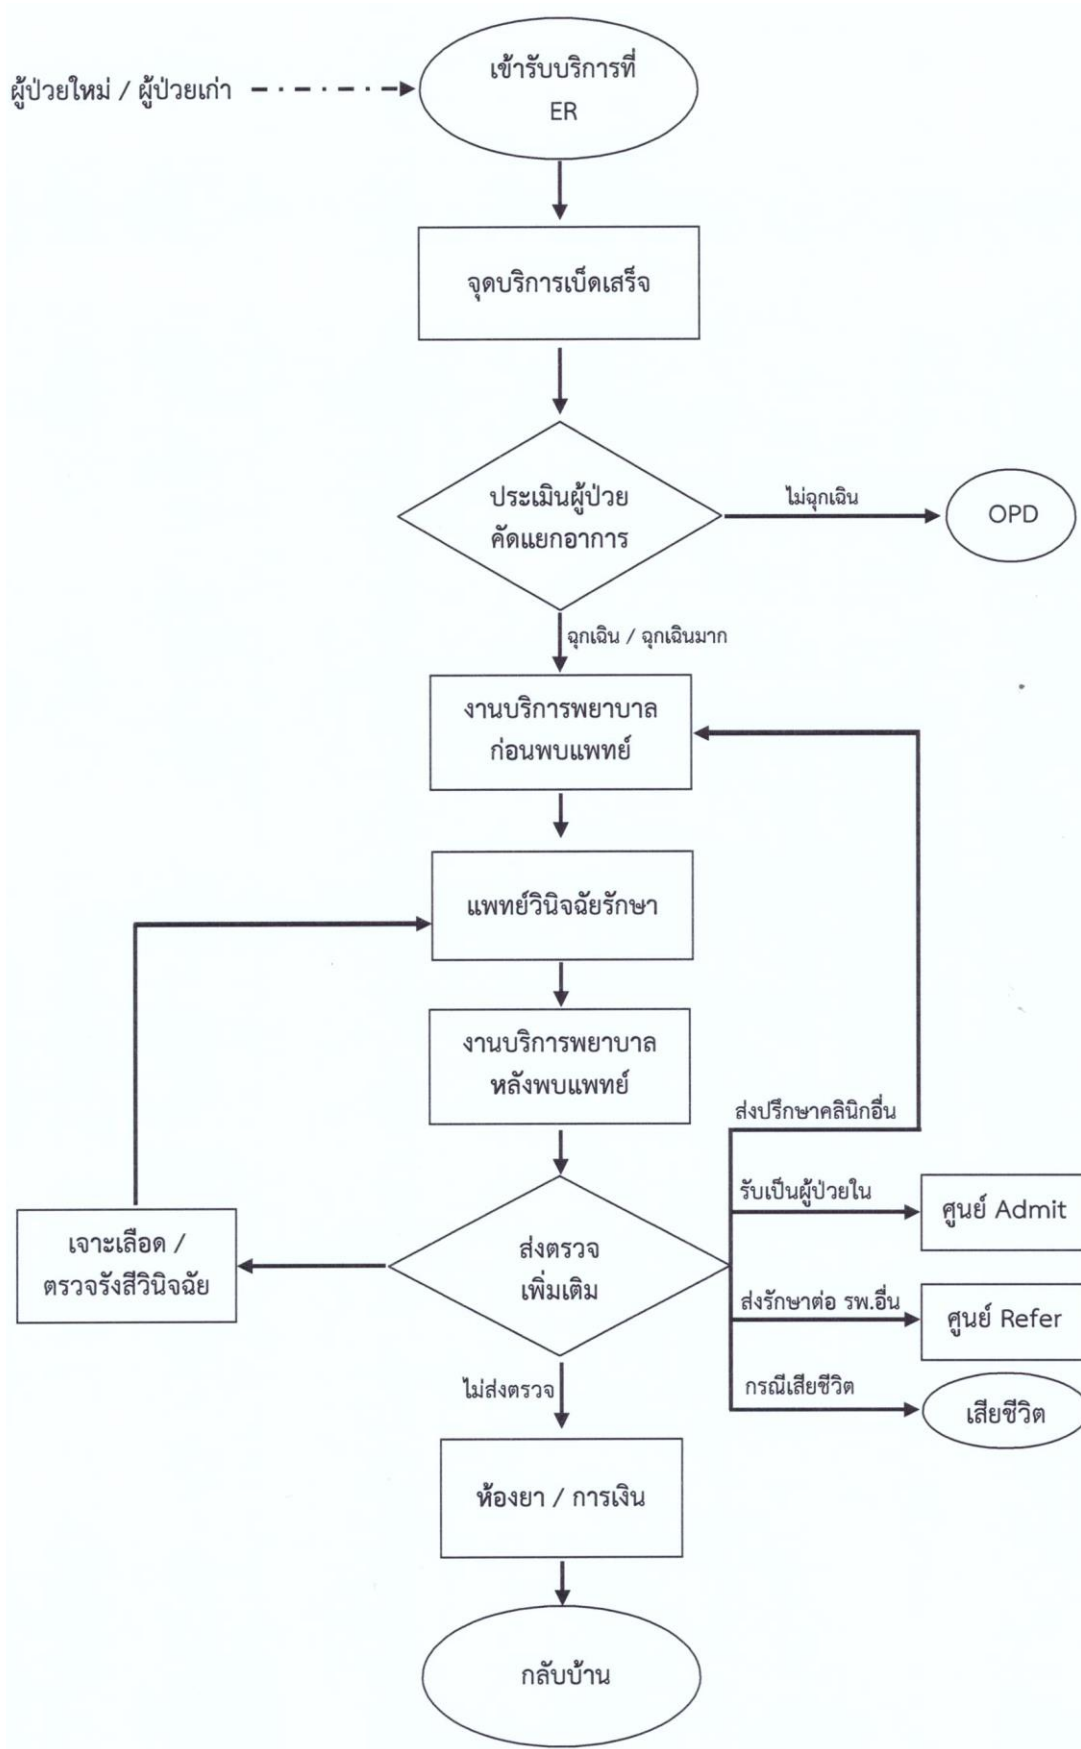 เข้ารับบริการที่
ER
ผู้ป่วยใหม่ / ผู้ป่วยเก่า
จุดบริการเบ็ดเสร็จ
ประเมินผู้ป่วย
คัดแยกอาการ
ไม่ฉุกเฉิน
OPD
ฉุกเฉิน / ฉุกเฉินมาก
งานบริการพยาบาล
ก่อนพบแพทย์
แพทย์วินิจฉัยรักษา
งานบริการพยาบาล
หลังพบแพทย์
ส่งปรึกษาคลินิกอื่น
รับเป็นผู้ป่วยใน
ศูนย์ Admit
เจาะเลือด /
ตรวจรังสีวินิจฉัย
ส่งตรวจ
เพิ่มเติม
ส่งรักษาต่อ รพ.อื่น
ศูนย์ Refer
กรณีเสียชีวิต
เสียชีวิต
ไม่ส่งตรวจ
ห้องยา / การเงิน
กลับบ้าน